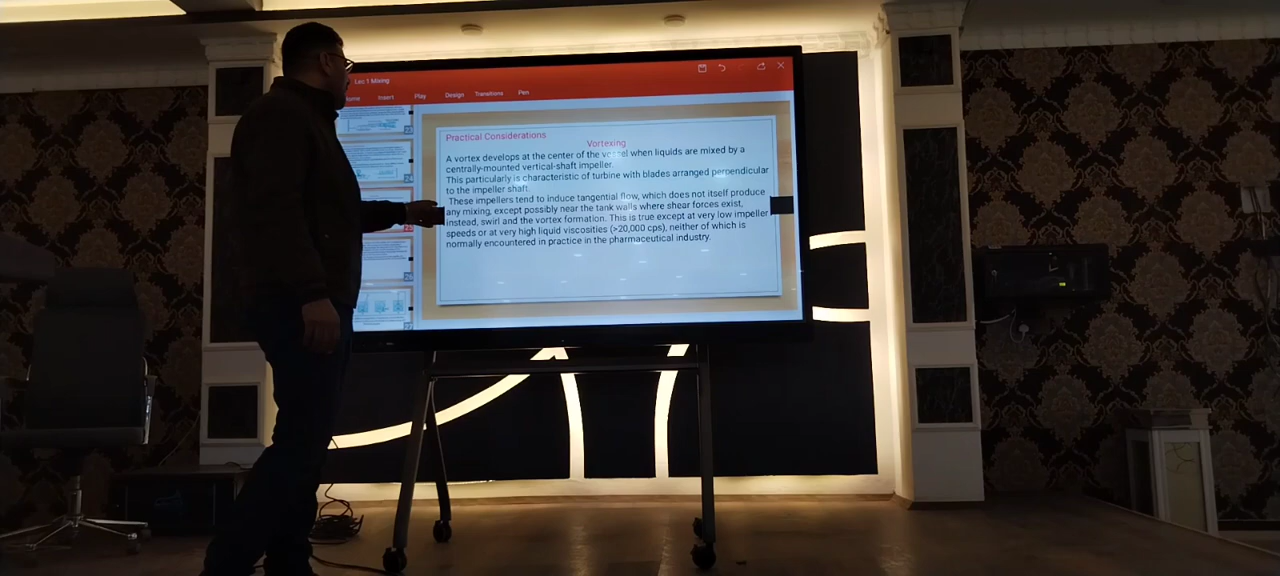 Lec 1 Mixing
Insert Play Design Transitions Pen
Practical Considerations
Vortexing
A vortex develops at the center of the vessel when liquids are mixed by a
centrally-mounted vertical-shaft impeller.
This particularly is characteristic of turbine with blades arranged perpendicular
to the impeller shaft.
These impellers tend to induce tangential flow, which does not itself produce
any mixing, except possibly near the tank walls where shear forces exist,
instead, swirl and the vortex formation. This is true except at very low impeller
speeds or at very high liquid viscosities (>20,000 cps), neither of which is
normally encountered in practice in the pharmaceutical industry.